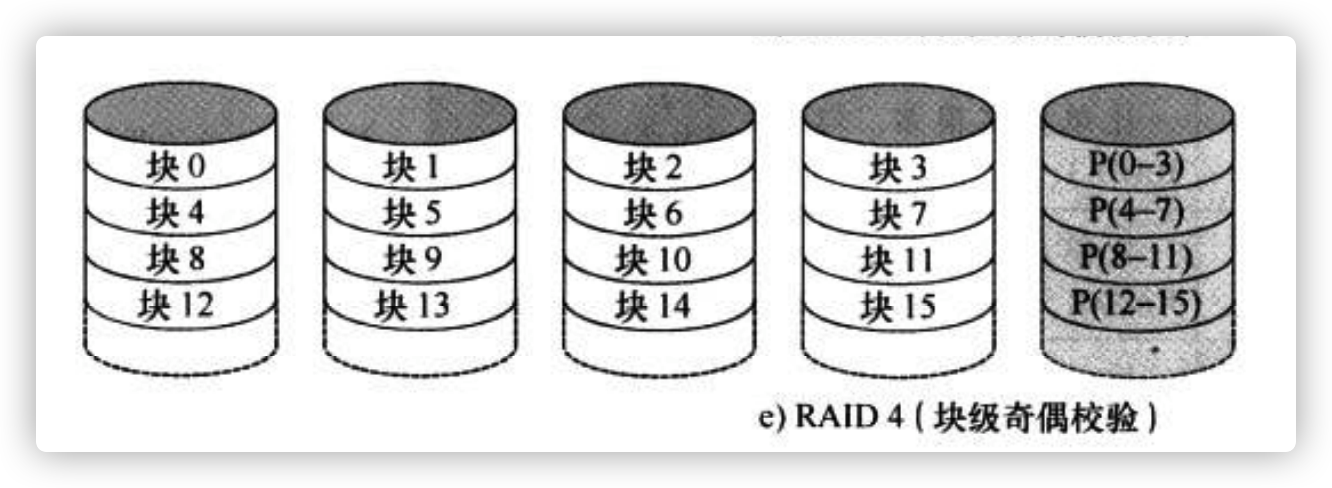 块 0 块 1 块 2 块 3 P(0–3)
块 4 块 5 块 6 块 7 P(4–7)
块 8 块 9 块 10 块 11 P(8–11)
块 12 块 13 块 14 块 15 P(12–15)
e) RAID 4 ( 块级奇偶校验 )